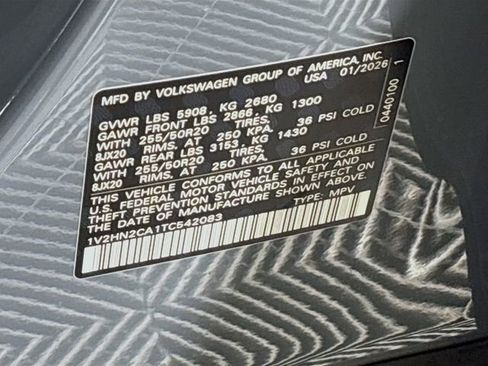 MFD BY VOLKSWAGEN GROUP OF AMERICA, INC.
USA 01/2026
GVWR LBS 5908, KG 2680
GAWR FRONT LBS 2866, KG 1300
WITH 255/50R20 TIRES.
8JX20 RIMS, AT 250 KPA, 36 PSI COLD
GAWR REAR LBS 3153, KG 1430
WITH 255/50R20 TIRES.
8JX20 RIMS, AT 250 KPA, 36 PSI COLD
THIS VEHICLE CONFORMS TO ALL APPLICABLE
U.S. FEDERAL MOTOR VEHICLE SAFETY AND
THEFT PREVENTION STANDARDS IN EFFECT ON
THE DATE OF MANUFACTURE SHOWN ABOVE.
1V2HN2CA1TC542083 TYPE: MPV
0440100 1